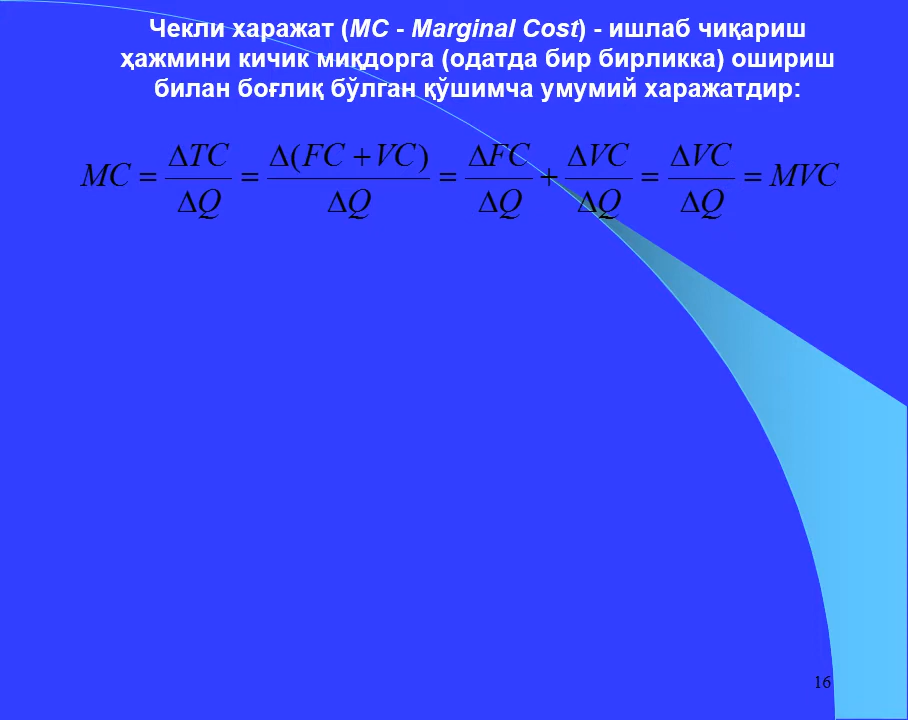 Чекли харажат (MC - Marginal Cost) - ишлаб чиқариш
ҳажмини кичик миқдорга (одатда бир бирликка) ошириш
билан боғлиқ бўлган қўшимча умумий харажатдир:
MC = ΔTC/ΔQ = Δ(FC + VC)/ΔQ = ΔFC/ΔQ + ΔVC/ΔQ = ΔVC/ΔQ = MVC
16